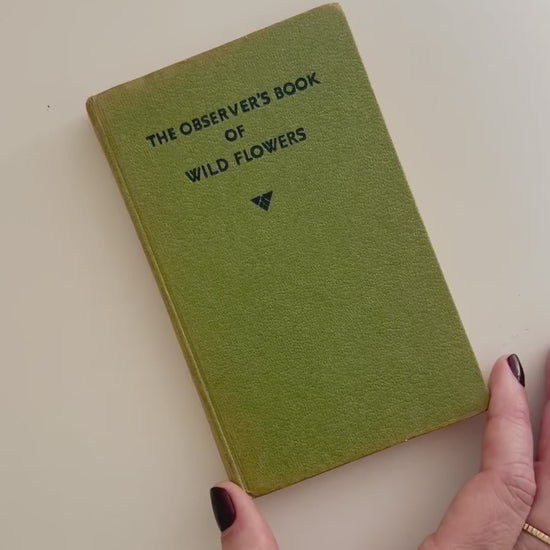 THE OBSERVER'S BOOK
OF
WILD FLOWERS